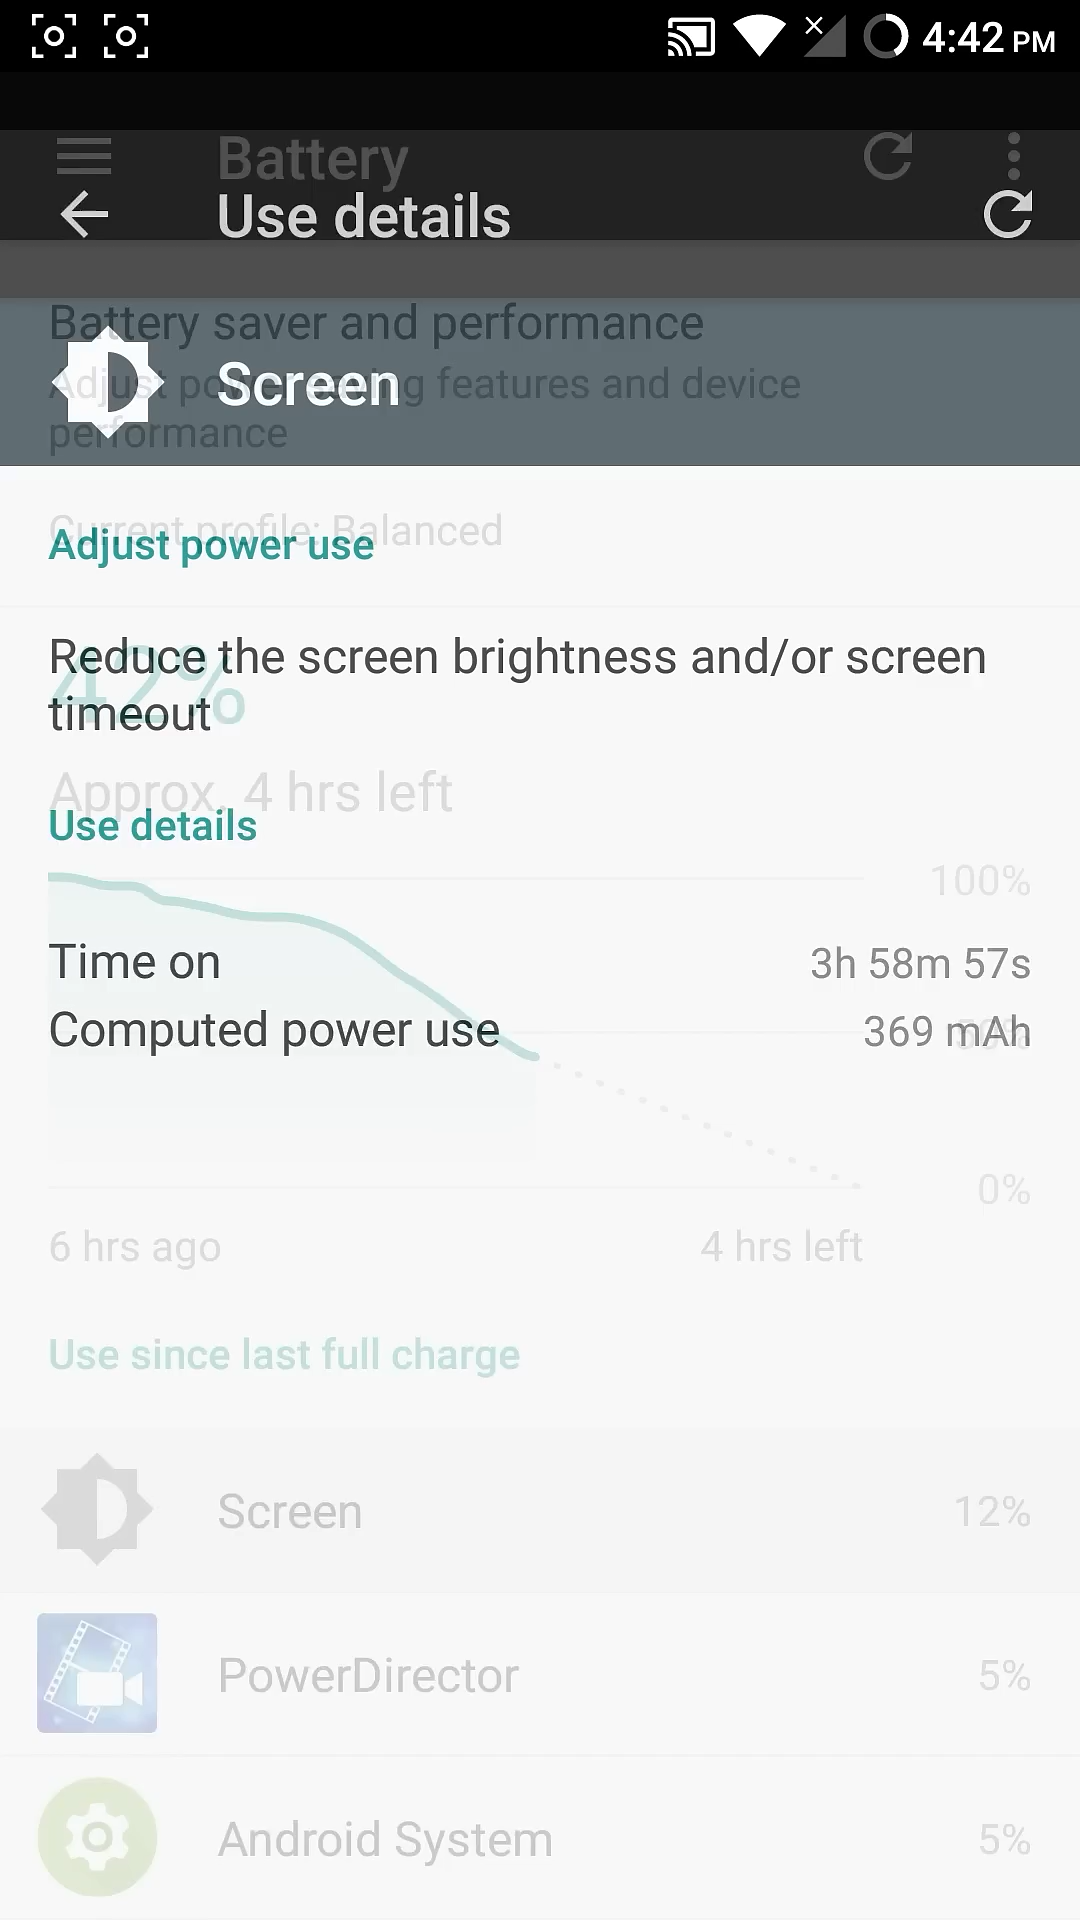 4:42 PM
Battery
Use details
Battery saver and performance
Screen
Adjust power saving features and device
performance
Current profile: Balanced
Adjust power use
Reduce the screen brightness and/or screen
timeout
42%
Approx. 4 hrs left
Use details
100%
Time on 3h 58m 57s
Computed power use 369 mAh
50%
0%
6 hrs ago 4 hrs left
Use since last full charge
Screen 12%
PowerDirector 5%
Android System 5%